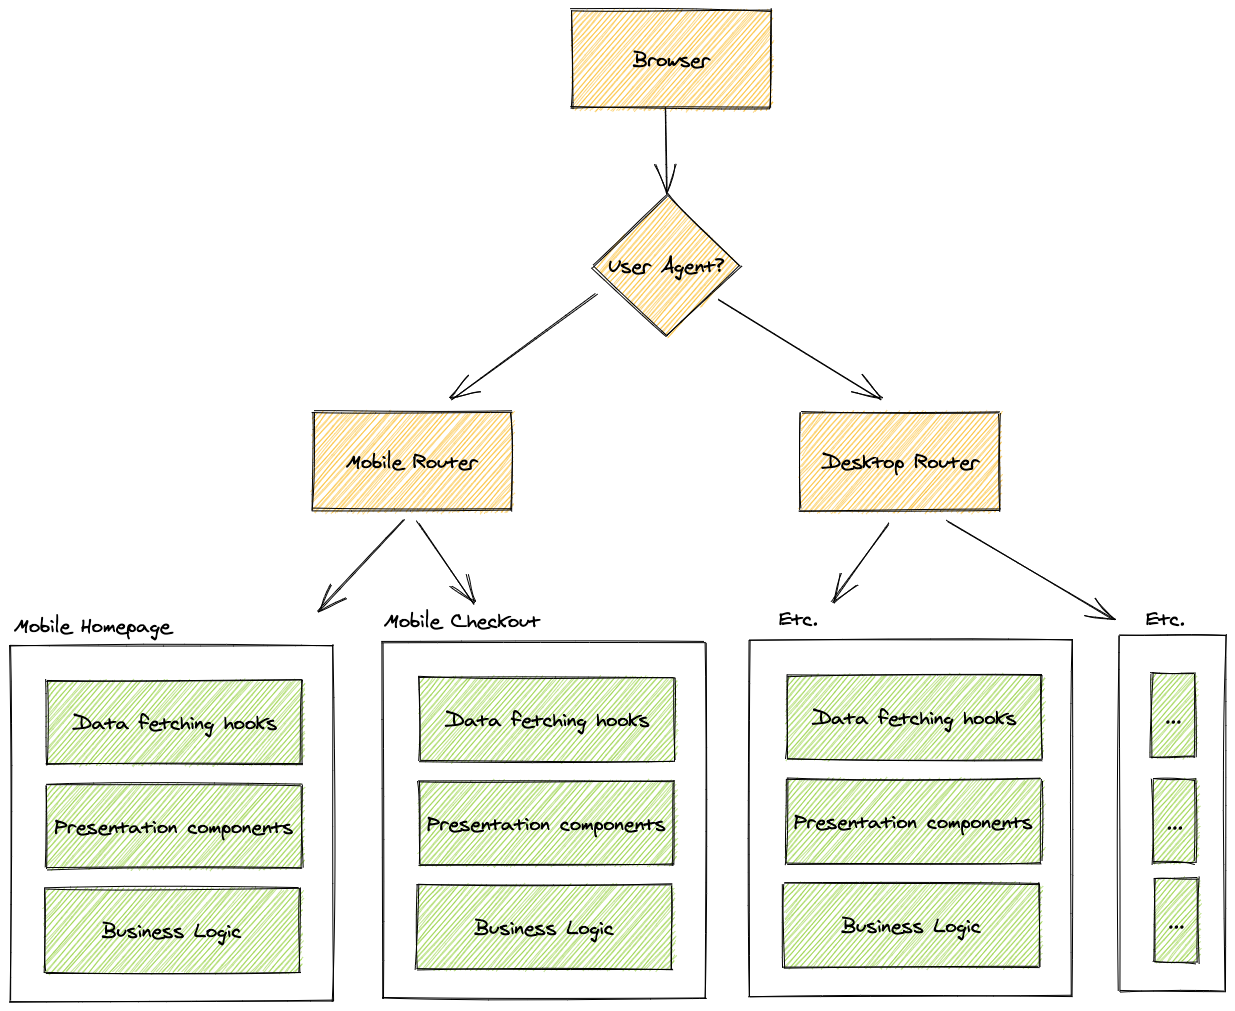 Browser
User Agent?
Mobile Router
Desktop Router
Mobile Homepage
Data fetching hooks
Presentation components
Business Logic
Mobile Checkout
Data fetching hooks
Presentation components
Business Logic
Etc.
Data fetching hooks
Presentation components
Business Logic
Etc.
...
...
...